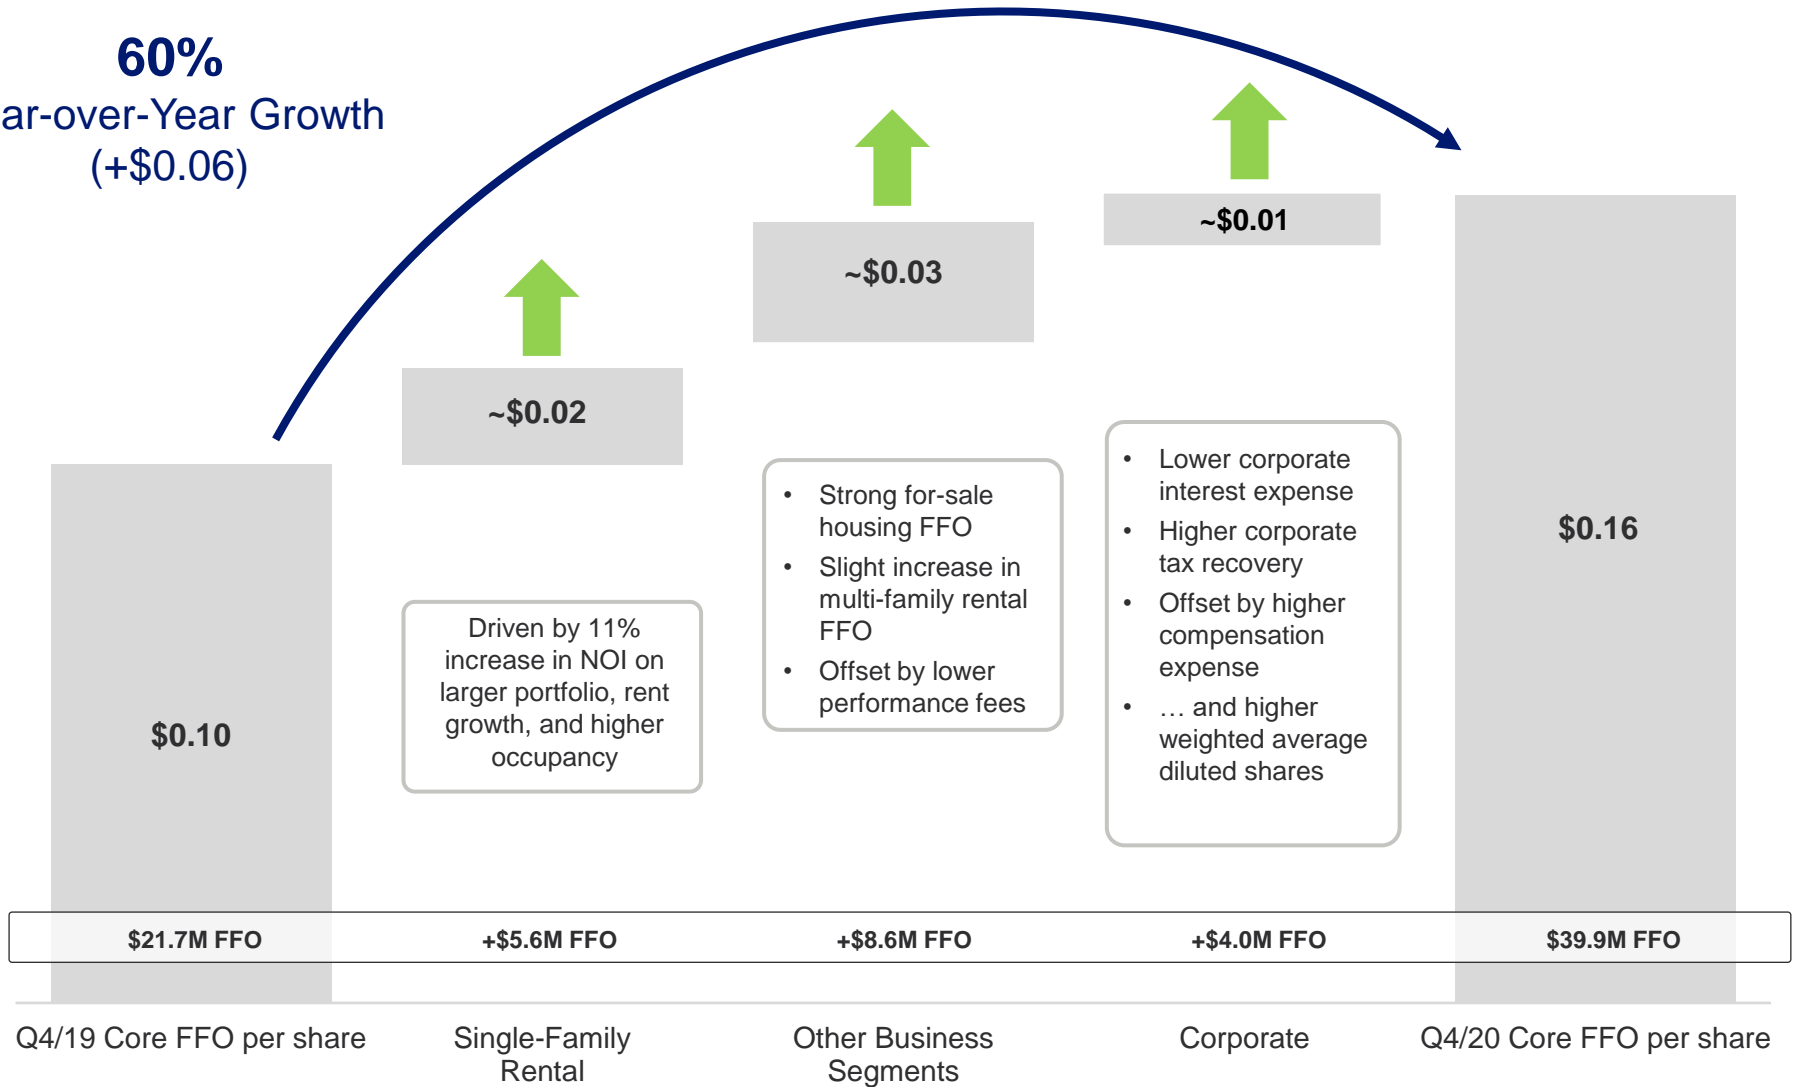 60%
ar-over-Year Growth
(+$0.06)
~$0.01
~$0.03
~$0.02
$0.10
$0.16
Driven by 11%
increase in NOI on
larger portfolio, rent
growth, and higher
occupancy
• Strong for-sale
housing FFO
• Slight increase in
multi-family rental
FFO
• Offset by lower
performance fees
• Lower corporate
interest expense
• Higher corporate
tax recovery
• Offset by higher
compensation
expense
• … and higher
weighted average
diluted shares
$21.7M FFO
+$5.6M FFO
+$8.6M FFO
+$4.0M FFO
$39.9M FFO
Q4/19 Core FFO per share
Single-Family
Rental
Other Business
Segments
Corporate
Q4/20 Core FFO per share